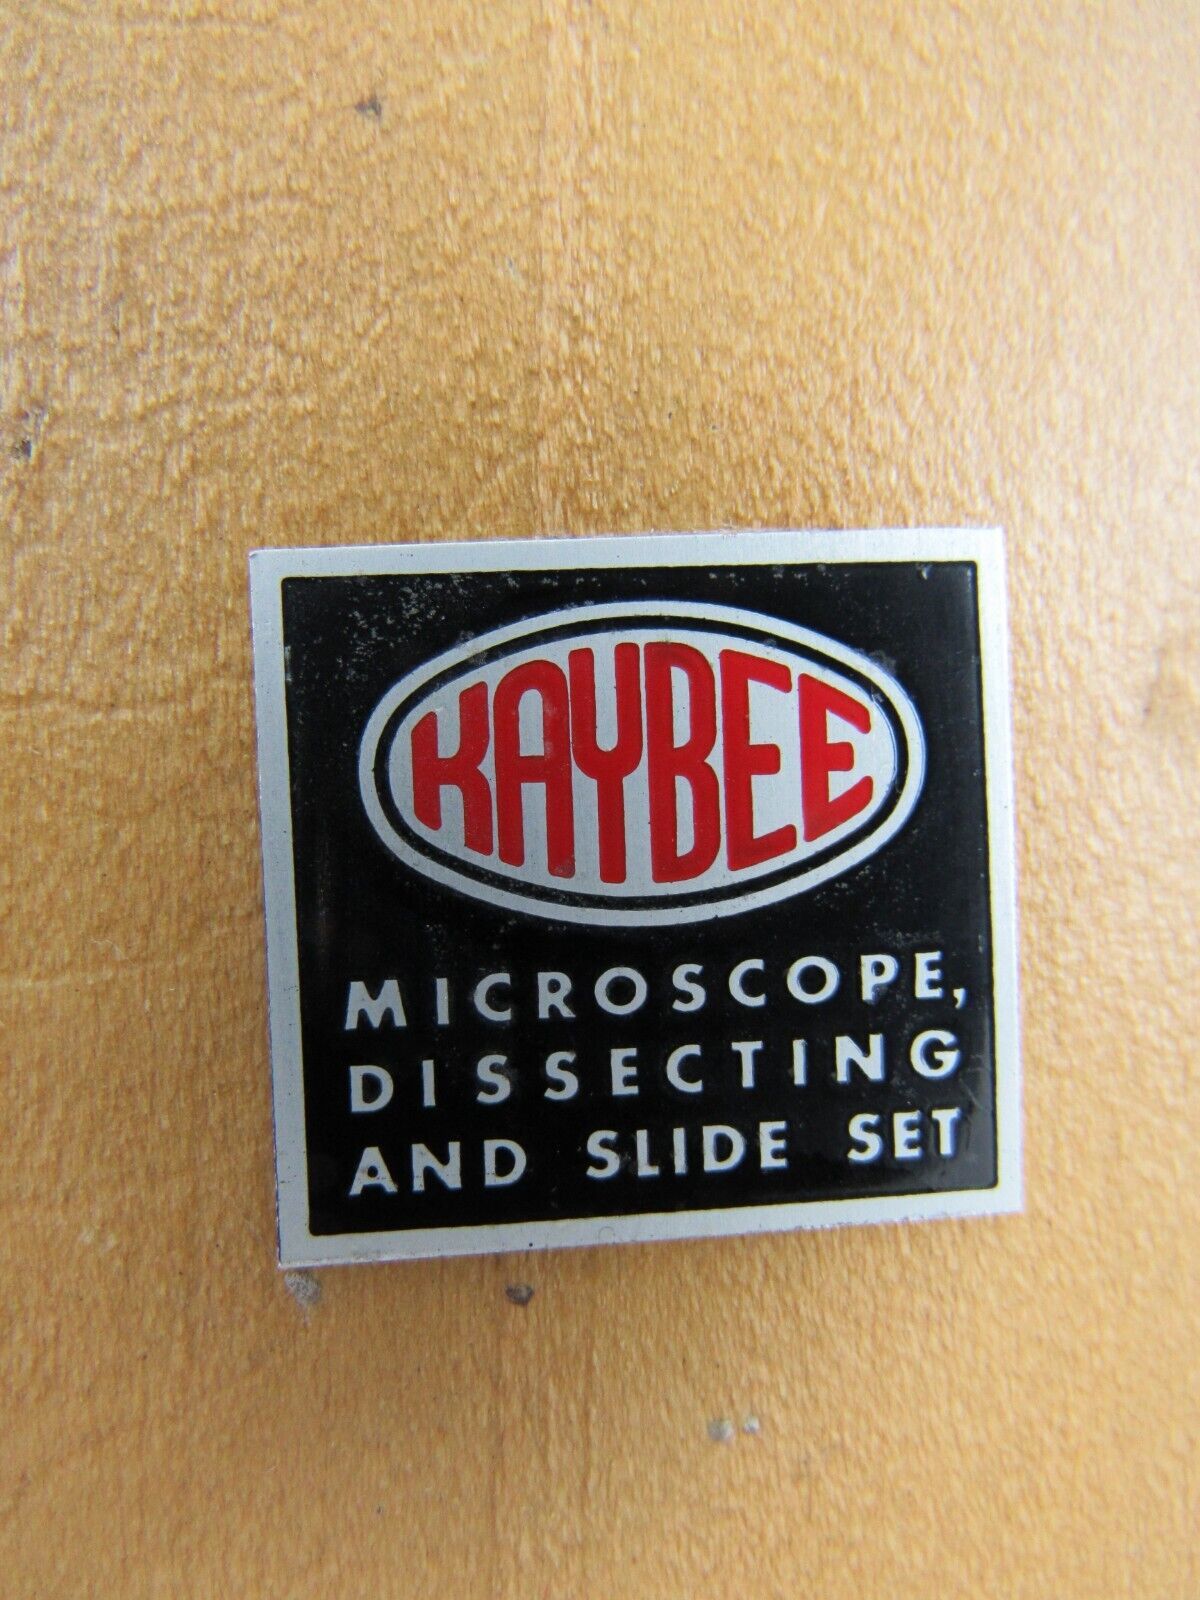 KAYBEE
MICROSCOPE,
DISSECTING
AND SLIDE SET